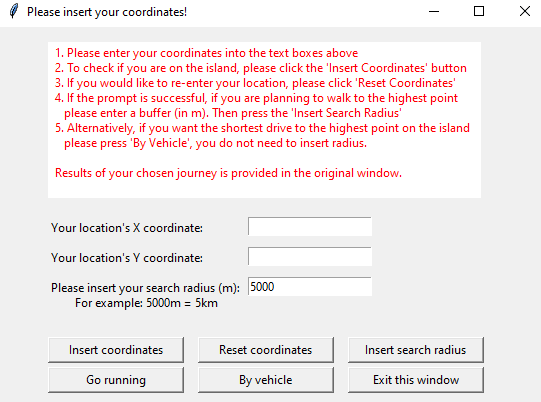 Please insert your coordinates!
1. Please enter your coordinates into the text boxes above
2. To check if you are on the island, please click the 'Insert Coordinates' button
3. If you would like to re-enter your location, please click 'Reset Coordinates'
4. If the prompt is successful, if you are planning to walk to the highest point
please enter a buffer (in m). Then press the 'Insert Search Radius'
5. Alternatively, if you want the shortest drive to the highest point on the island
please press 'By Vehicle', you do not need to insert radius.
Results of your chosen journey is provided in the original window.
Your location's X coordinate:
Your location's Y coordinate:
Please insert your search radius (m): 5000
For example: 5000m = 5km
Insert coordinates Reset coordinates Insert search radius
Go running By vehicle Exit this window